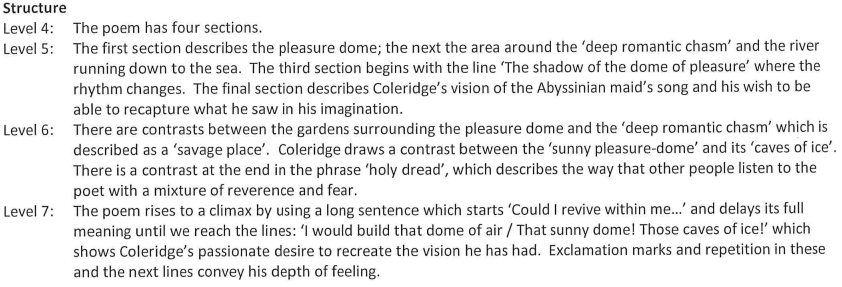 Structure
Level 4: The poem has four sections.
Level 5: The first section describes the pleasure dome; the next the area around the ‘deep romantic chasm’ and the river
running down to the sea. The third section begins with the line ‘The shadow of the dome of pleasure’ where the
rhythm changes. The final section describes Coleridge’s vision of the Abyssinian maid’s song and his wish to be
able to recapture what he saw in his imagination.
Level 6: There are contrasts between the gardens surrounding the pleasure dome and the ‘deep romantic chasm’ which is
described as a ‘savage place’. Coleridge draws a contrast between the ‘sunny pleasure-dome’ and its ‘caves of ice’.
There is a contrast at the end in the phrase ‘holy dread’, which describes the way that other people listen to the
poet with a mixture of reverence and fear.
Level 7: The poem rises to a climax by using a long sentence which starts ‘Could I revive within me…’ and delays its full
meaning until we reach the lines: ‘I would build that dome of air / That sunny dome! Those caves of ice!’ which
shows Coleridge’s passionate desire to recreate the vision he has had. Exclamation marks and repetition in these
and the next lines convey his depth of feeling.